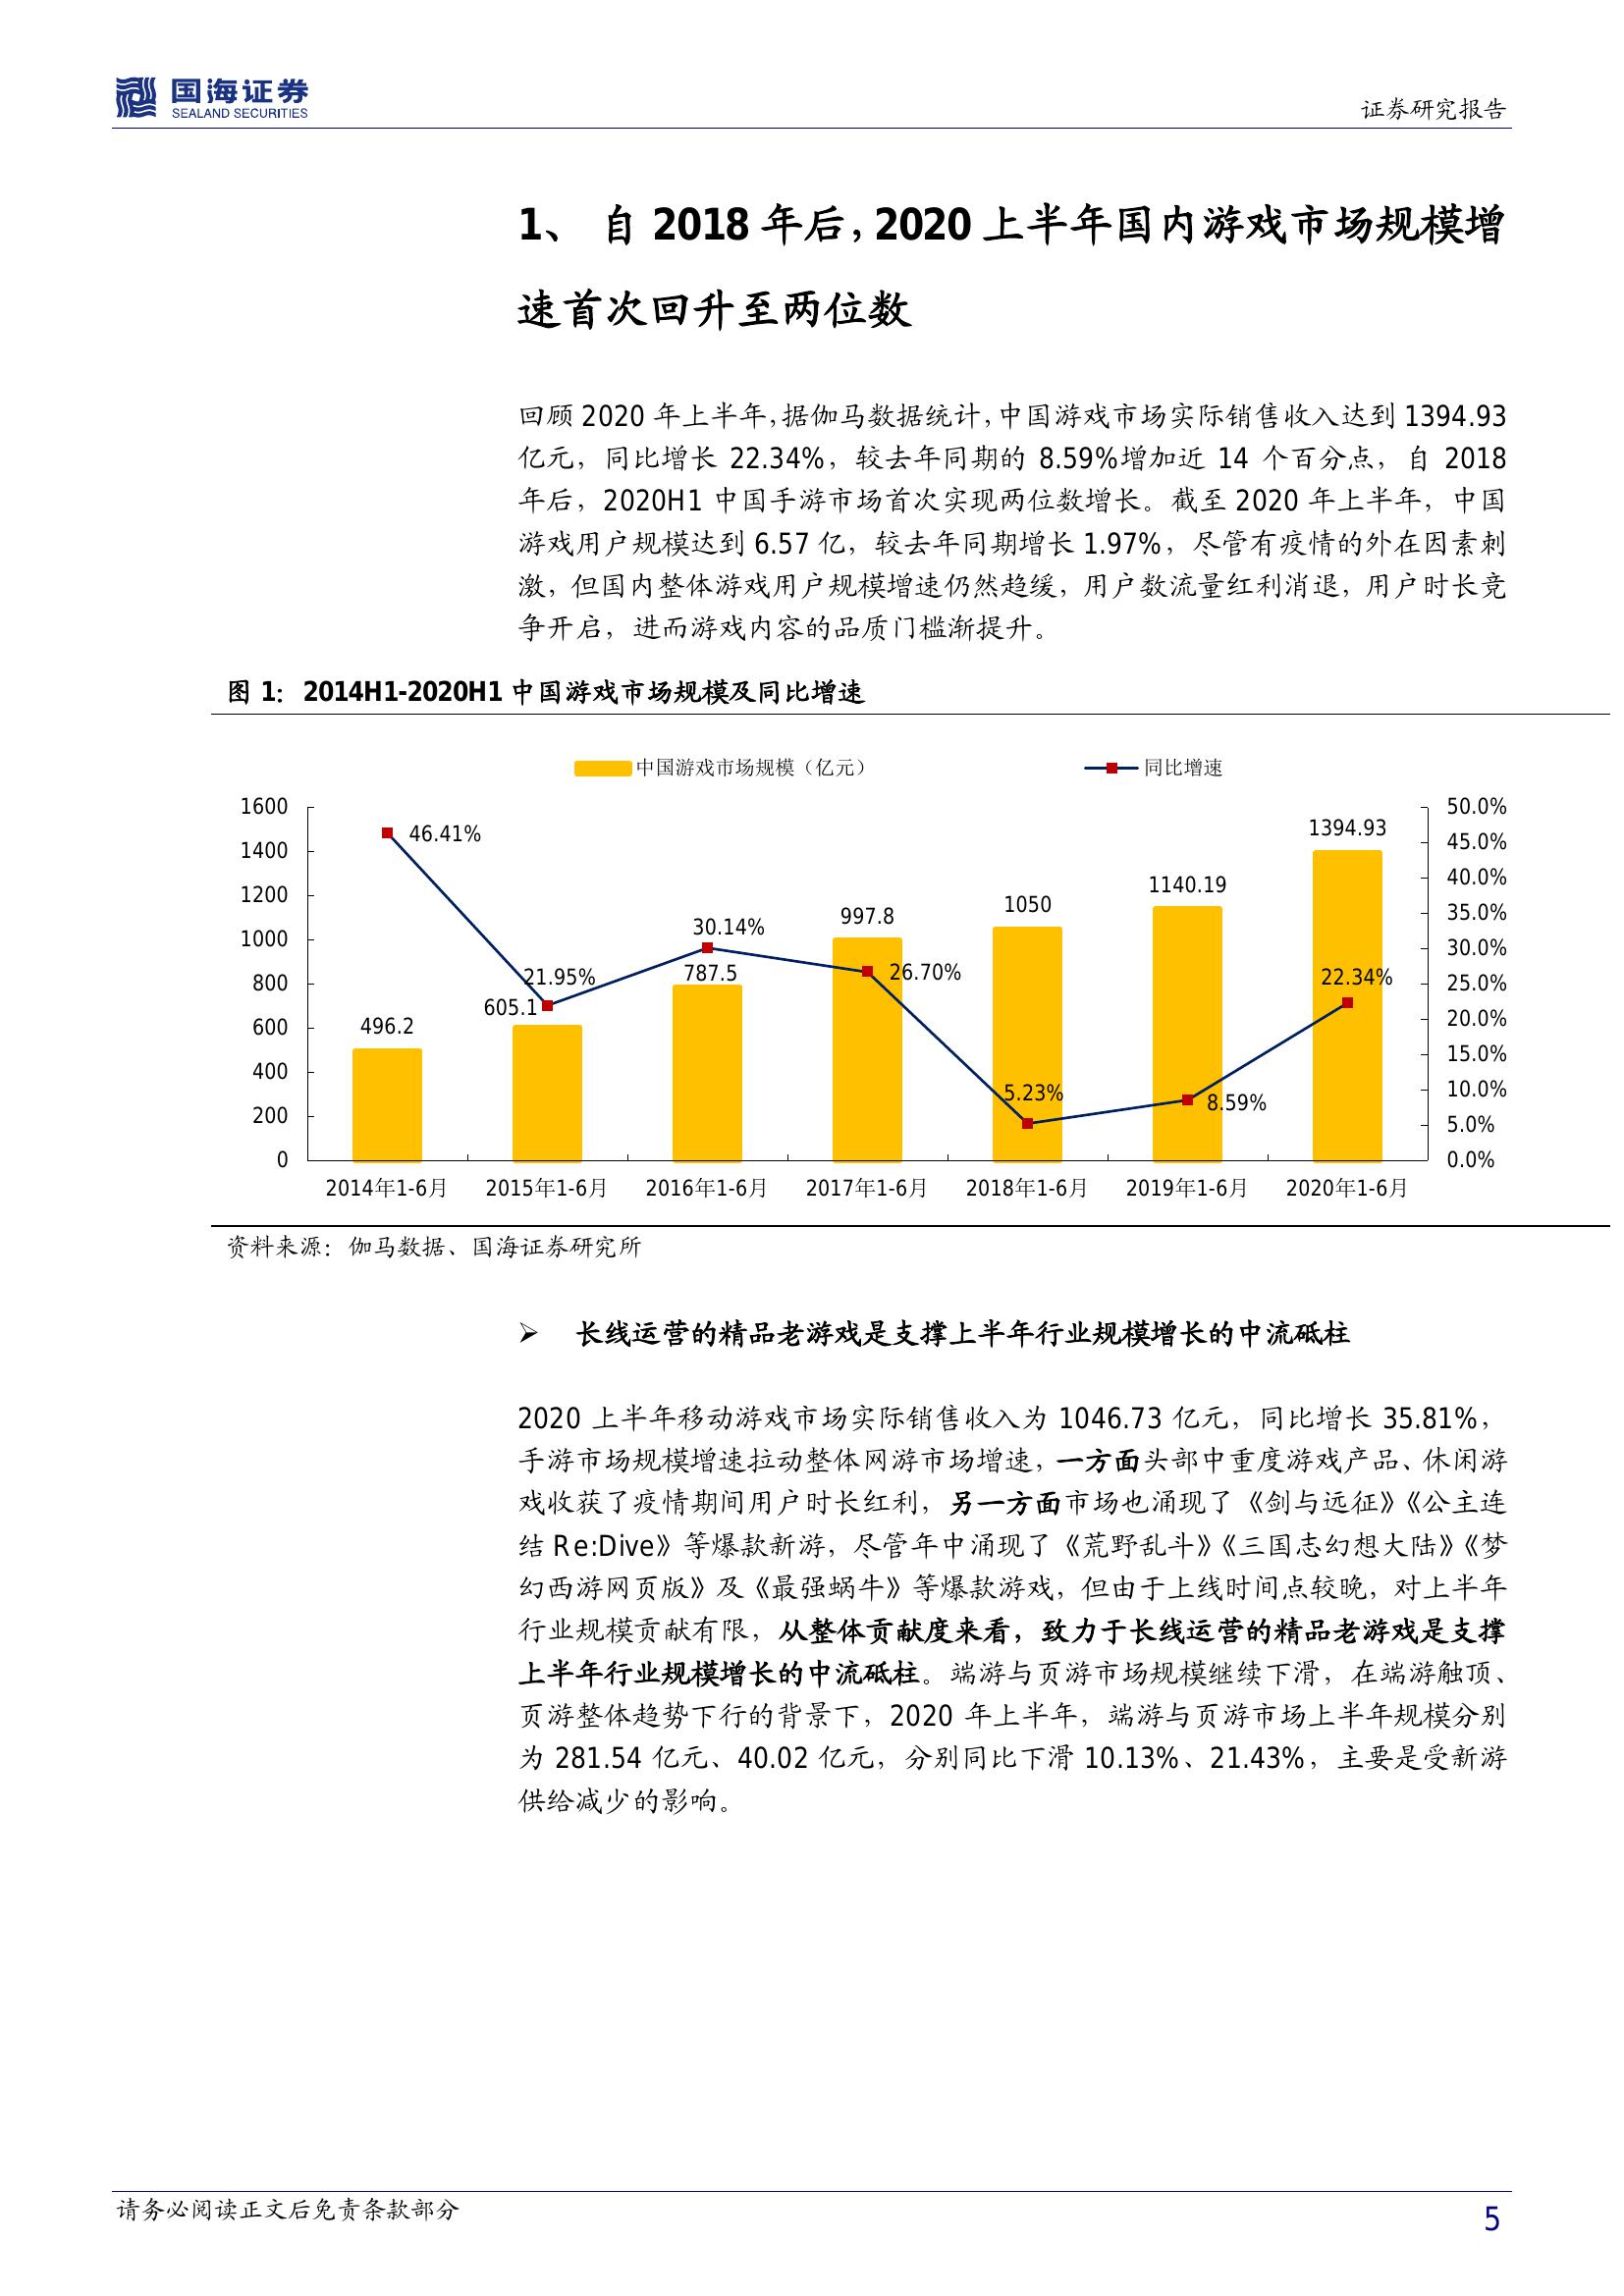 国海证券
SEALAND SECURITIES
证券研究报告
1、 自 2018 年后，2020 上半年国内游戏市场规模增
速首次回升至两位数
回顾 2020 年上半年，据伽马数据统计，中国游戏市场实际销售收入达到 1394.93
亿元，同比增长 22.34%，较去年同期的 8.59%增加近 14 个百分点，自 2018
年后，2020H1 中国手游市场首次实现两位数增长。截至 2020 年上半年，中国
游戏用户规模达到 6.57 亿，较去年同期增长 1.97%，尽管有疫情的外在因素刺
激，但国内整体游戏用户规模增速仍然趋缓，用户数流量红利消退，用户时长竞
争开启，进而游戏内容的品质门槛渐提升。
图 1： 2014H1-2020H1 中国游戏市场规模及同比增速
中国游戏市场规模（亿元） 同比增速
1600
1400
1200
1000
800
600
400
200
0
50.0%
45.0%
40.0%
35.0%
30.0%
25.0%
20.0%
15.0%
10.0%
5.0%
0.0%
496.2
605.1
787.5
997.8
1050
1140.19
1394.93
46.41%
21.95%
30.14%
26.70%
5.23%
8.59%
22.34%
2014年1-6月 2015年1-6月 2016年1-6月 2017年1-6月 2018年1-6月 2019年1-6月 2020年1-6月
资料来源：伽马数据、国海证券研究所
➢ 长线运营的精品老游戏是支撑上半年行业规模增长的中流砥柱
2020 上半年移动游戏市场实际销售收入为 1046.73 亿元，同比增长 35.81%，
手游市场规模增速拉动整体网游市场增速，一方面头部中重度游戏产品、休闲游
戏收获了疫情期间用户时长红利，另一方面市场也涌现了《剑与远征》《公主连
结 Re:Dive》等爆款新游，尽管年中涌现了《荒野乱斗》《三国志幻想大陆》《梦
幻西游网页版》及《最强蜗牛》等爆款游戏，但由于上线时间点较晚，对上半年
行业规模贡献有限，从整体贡献度来看，致力于长线运营的精品老游戏是支撑
上半年行业规模增长的中流砥柱。端游与页游市场规模继续下滑，在端游触顶、
页游整体趋势下行的背景下，2020 年上半年，端游与页游市场上半年规模分别
为 281.54 亿元、40.02 亿元，分别同比下滑 10.13%、21.43%，主要是受新游
供给减少的影响。
请务必阅读正文后免责条款部分
5